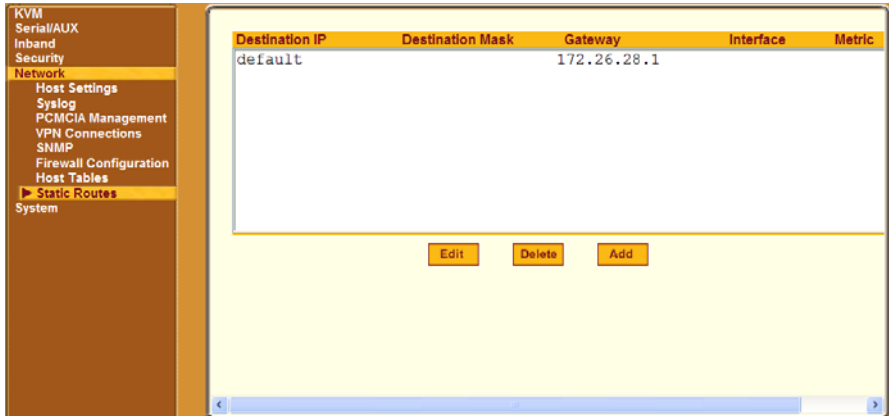 KVM
Serial/AUX
Inband
Security
Network
Host Settings
Syslog
PCMCIA Management
VPN Connections
SNMP
Firewall Configuration
Host Tables
Static Routes
System
Destination IP Destination Mask Gateway Interface Metric
default 172.26.28.1
Edit Delete Add